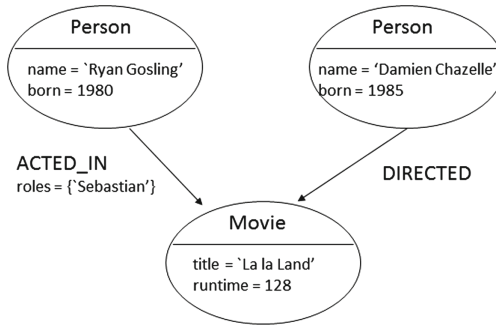 Person
name = `Ryan Gosling’
born = 1980
Person
name = ‘Damien Chazelle’
born = 1985
ACTED_IN
roles = {`Sebastian’}
DIRECTED
Movie
title = `La la Land’
runtime = 128